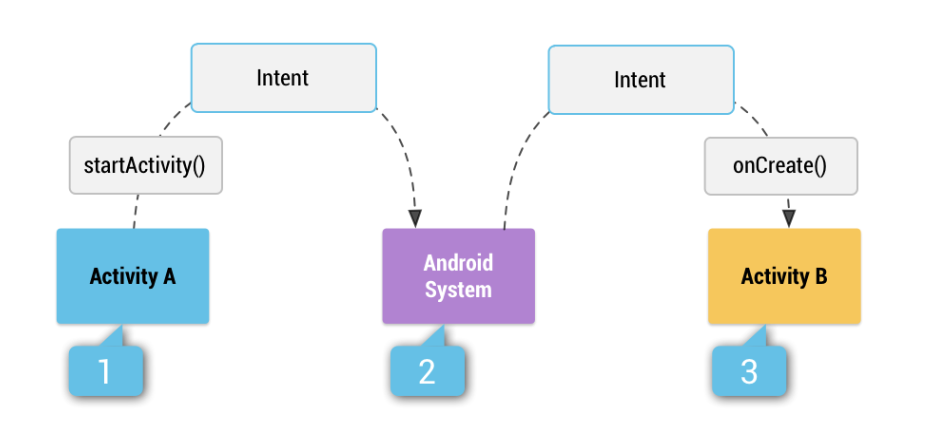 Intent
Intent
startActivity()
onCreate()
Activity A
Android
System
Activity B
1
2
3